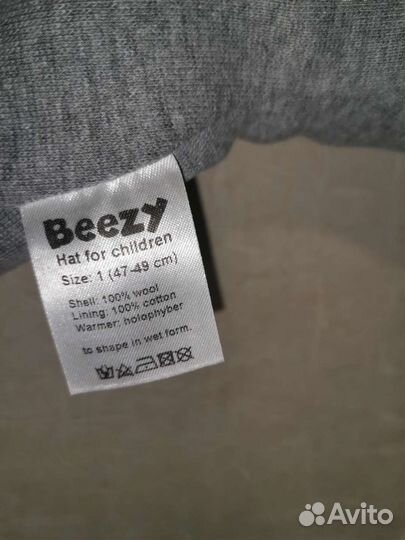 Beezy
Hat for children
Size: 1 (47-49 cm)
Shell: 100% wool
Lining: 100% cotton
Warmer: holophyber
to shape in wet form.
Avito